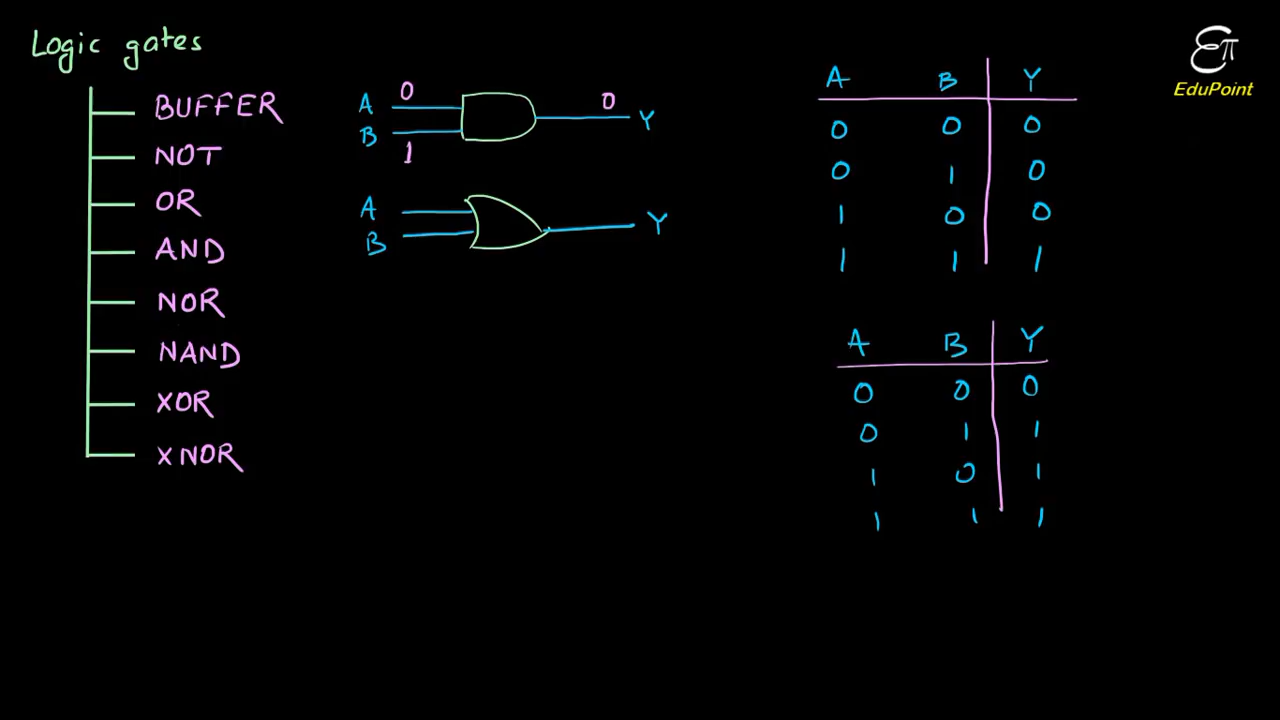 Logic gates
BUFFER
NOT
OR
AND
NOR
NAND
XOR
XNOR
A 0 0 Y
B 1
A Y
B
A B Y
0 0 0
0 1 0
1 0 0
1 1 1
A B Y
0 0 0
0 1 1
1 0 1
1 1 1
επ
EduPoint